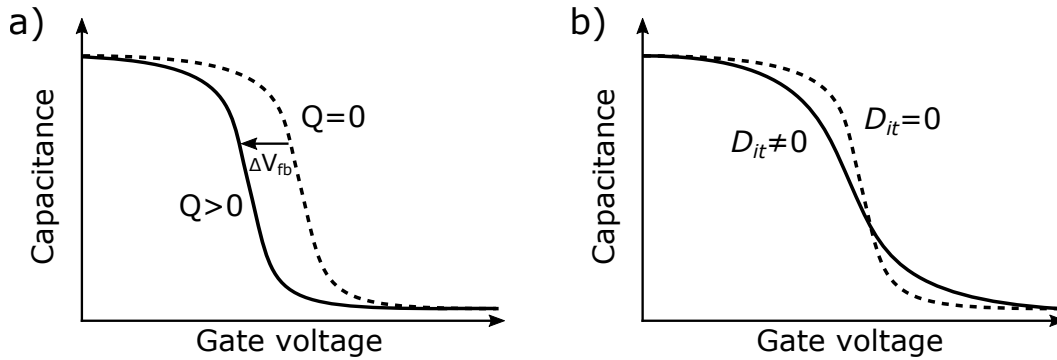 a)
Capacitance
Q=0
ΔVfb
Q>0
Gate voltage
b)
Capacitance
Dit=0
Dit≠0
Gate voltage